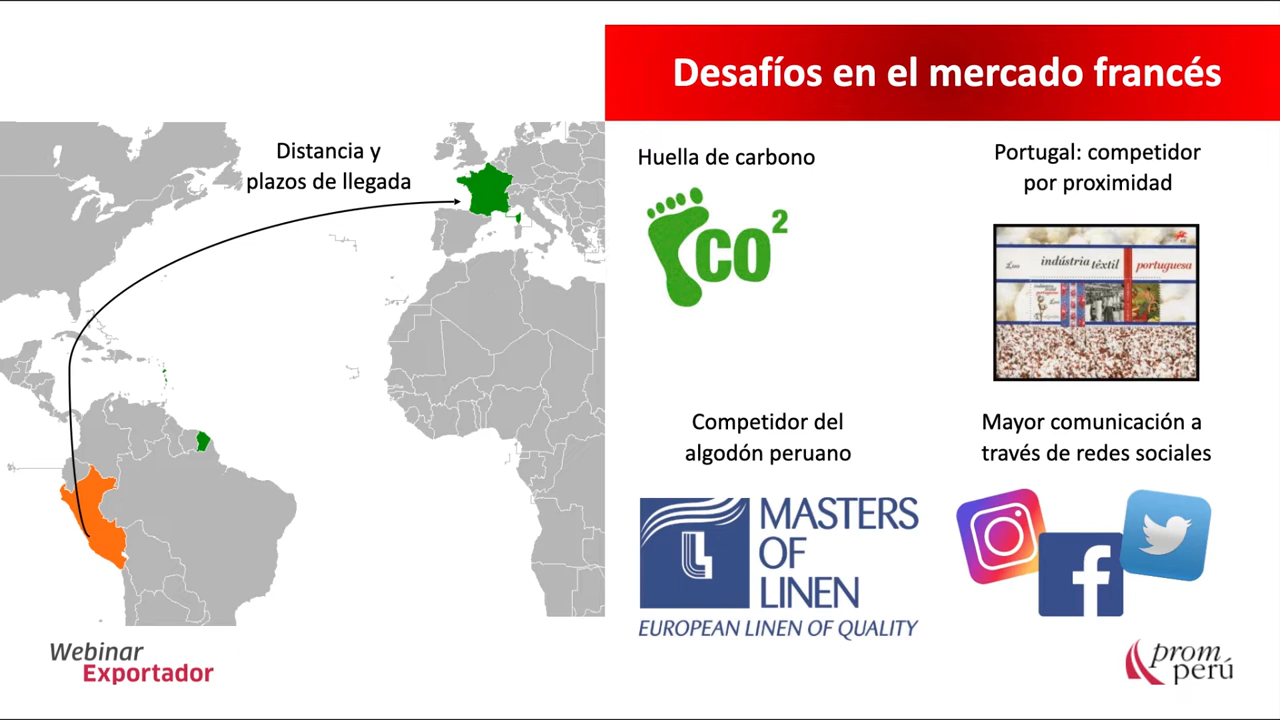 Desafíos en el mercado francés
Distancia y
plazos de llegada
Huella de carbono
CO²
Portugal: competidor
por proximidad
indústria têxtil portuguesa
Competidor del
algodón peruano
MASTERS
OF
LINEN
EUROPEAN LINEN OF QUALITY
Mayor comunicación a
través de redes sociales
Webinar
Exportador
prom
perú